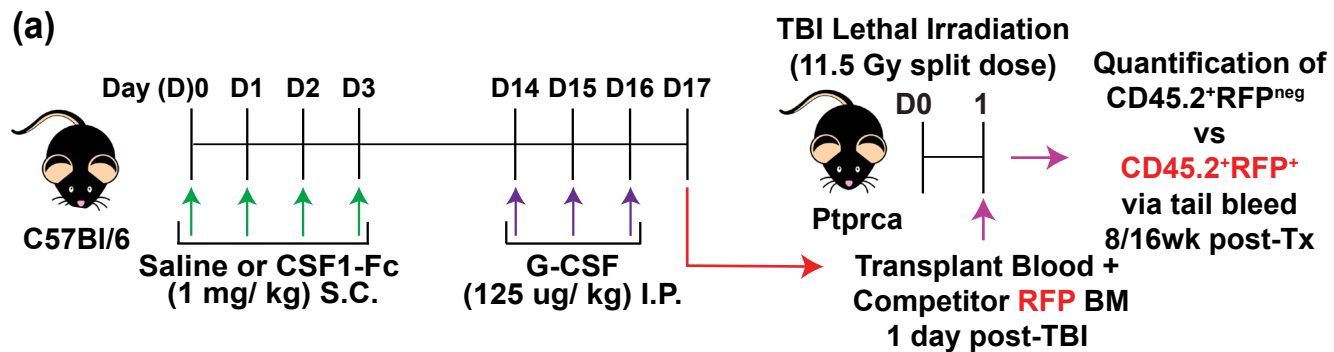 (a)
Day (D)0 D1 D2 D3 D14 D15 D16 D17
C57Bl/6
Saline or CSF1-Fc
(1 mg/ kg) S.C.
G-CSF
(125 ug/ kg) I.P.
TBI Lethal Irradiation
(11.5 Gy split dose)
D0 1
Ptprca
Transplant Blood +
Competitor RFP BM
1 day post-TBI
Quantification of
CD45.2⁺RFPⁿᵉᵍ
vs
CD45.2⁺RFP⁺
via tail bleed
8/16wk post-Tx